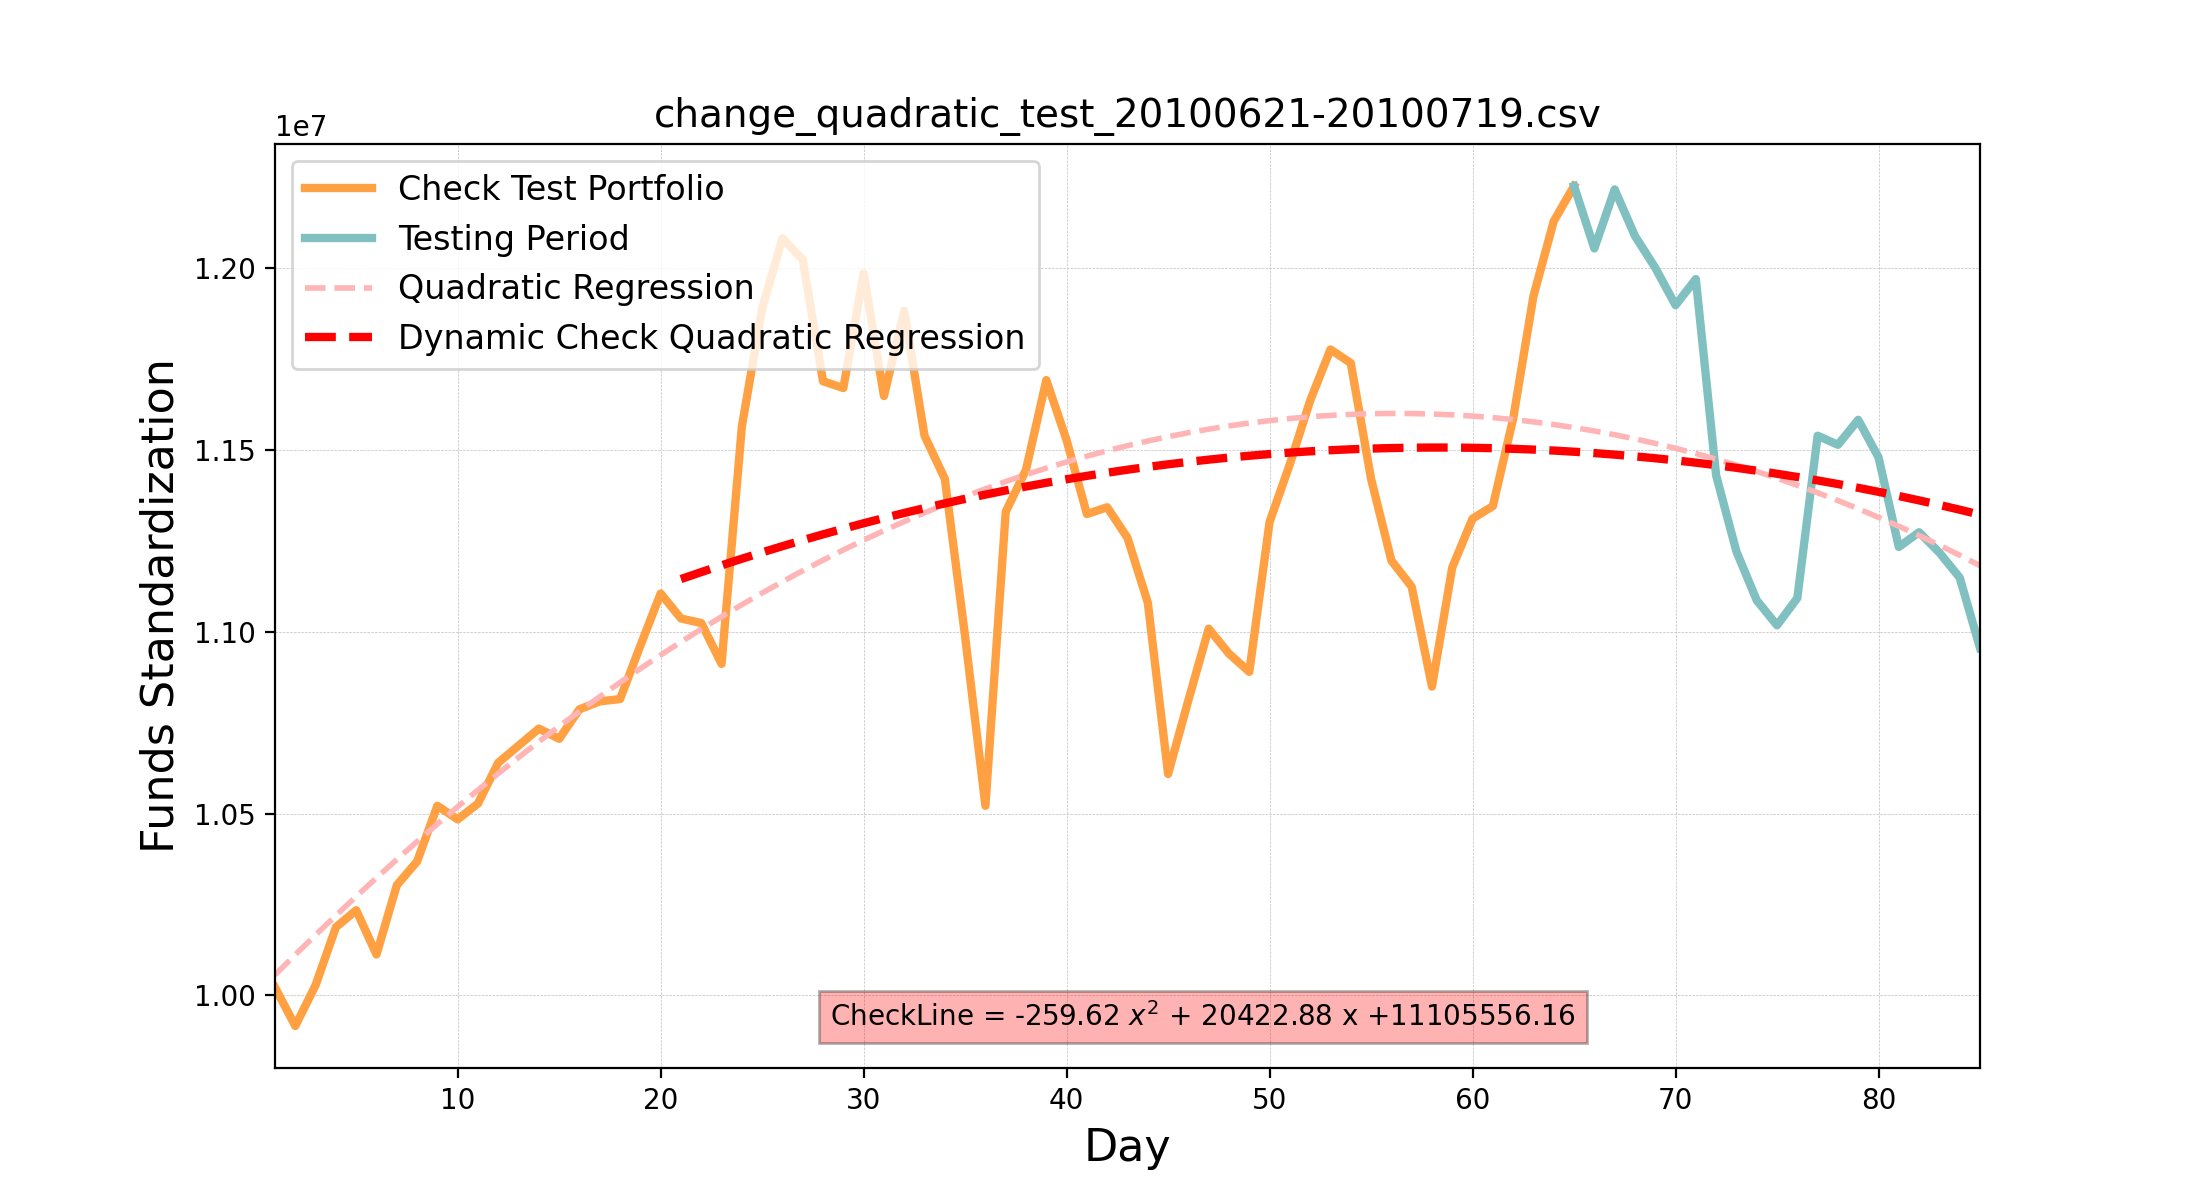 change_quadratic_test_20100621-20100719.csv
1e7
Check Test Portfolio
Testing Period
Quadratic Regression
Dynamic Check Quadratic Regression
Funds Standardization
1.20
1.15
1.10
1.05
1.00
CheckLine = -259.62 x² + 20422.88 x +11105556.16
10 20 30 40 50 60 70 80
Day